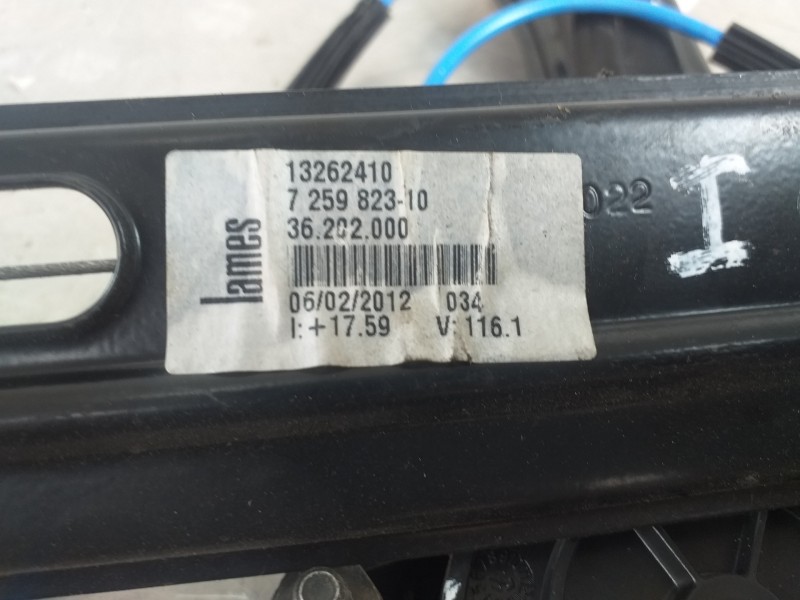 13262410
7 259 823-10
36.202.000
lames
06/02/2012 034
I: +17.59 V: 116.1
022
I